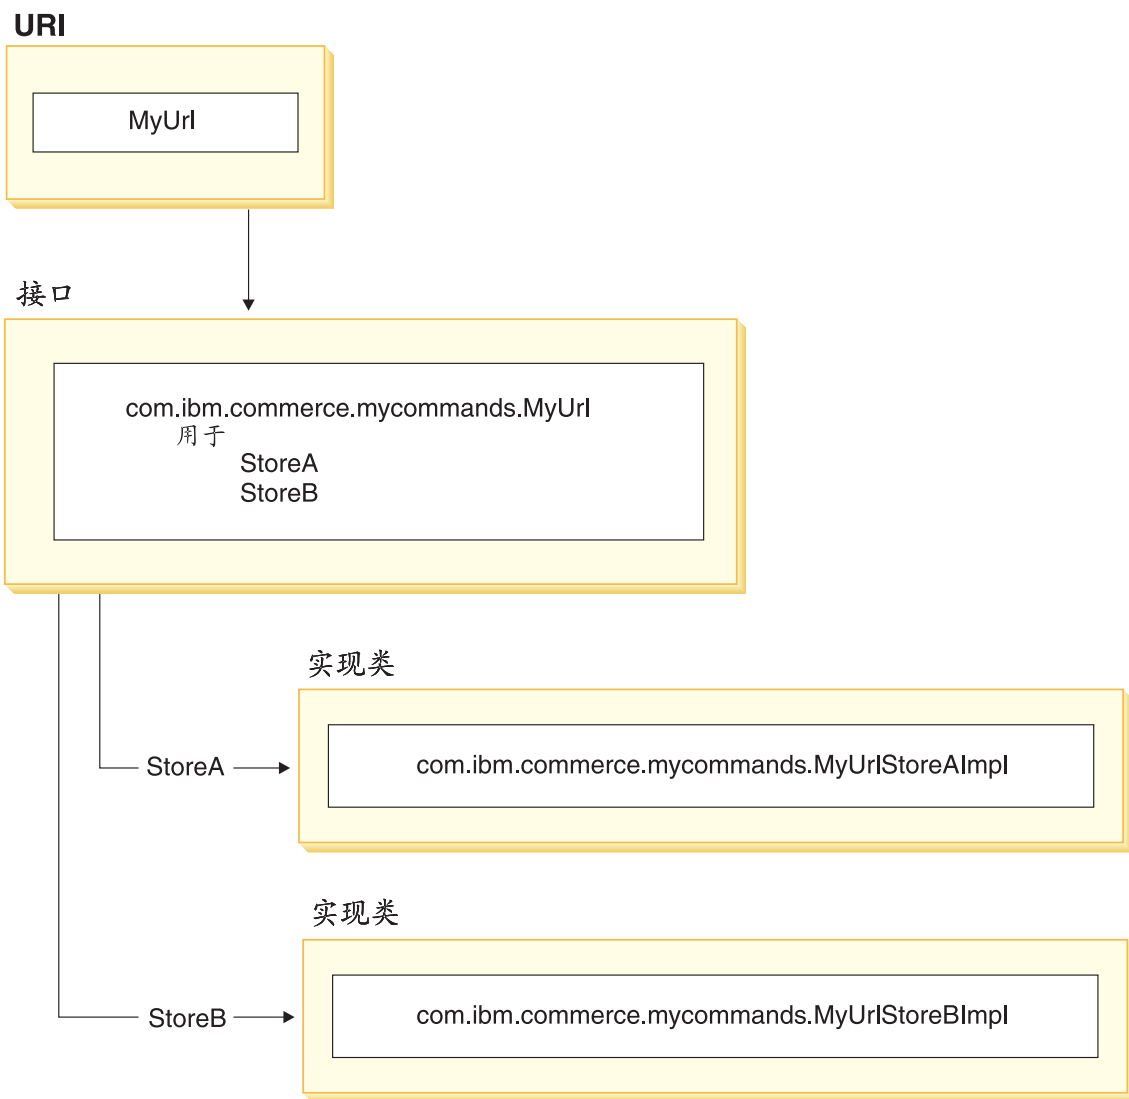 URI
MyUrl
接口
com.ibm.commerce.mycommands.MyUrl
用于
StoreA
StoreB
实现类
StoreA
com.ibm.commerce.mycommands.MyUrlStoreAImpl
实现类
StoreB
com.ibm.commerce.mycommands.MyUrlStoreBImpl